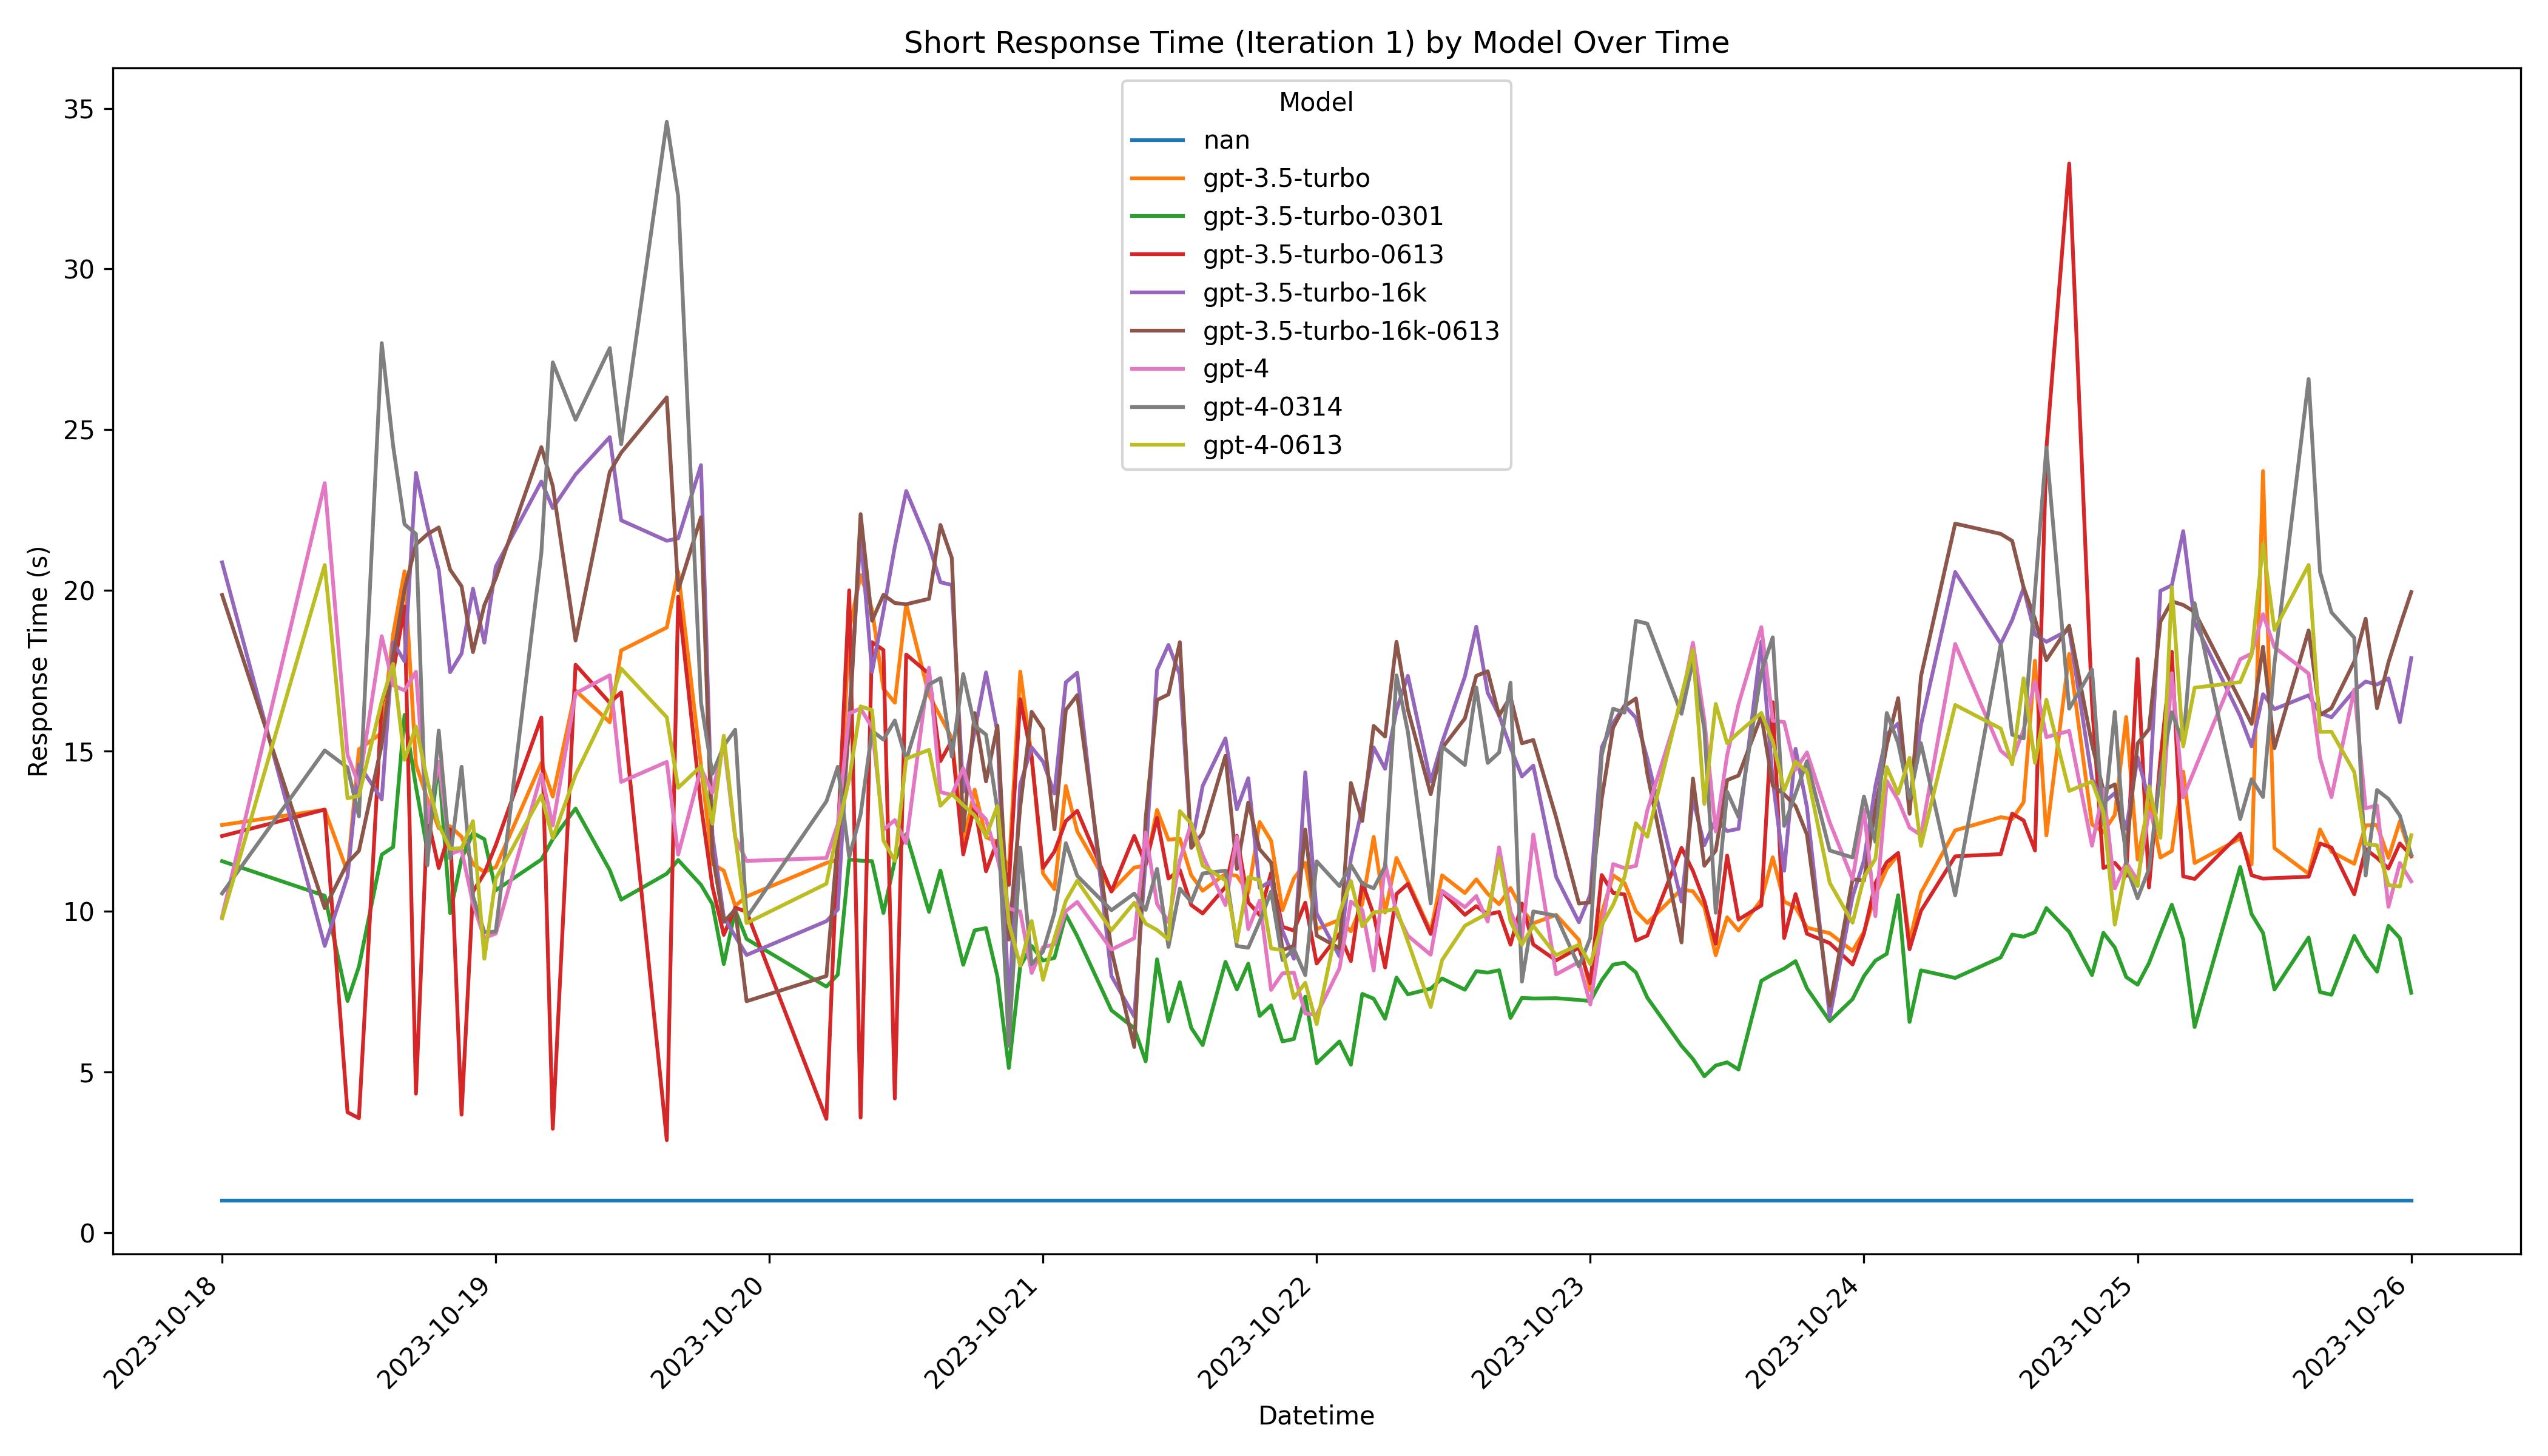 Short Response Time (Iteration 1) by Model Over Time
Model
nan
gpt-3.5-turbo
gpt-3.5-turbo-0301
gpt-3.5-turbo-0613
gpt-3.5-turbo-16k
gpt-3.5-turbo-16k-0613
gpt-4
gpt-4-0314
gpt-4-0613
Response Time (s)
35
30
25
20
15
10
5
0
2023-10-18
2023-10-19
2023-10-20
2023-10-21
2023-10-22
2023-10-23
2023-10-24
2023-10-25
2023-10-26
Datetime